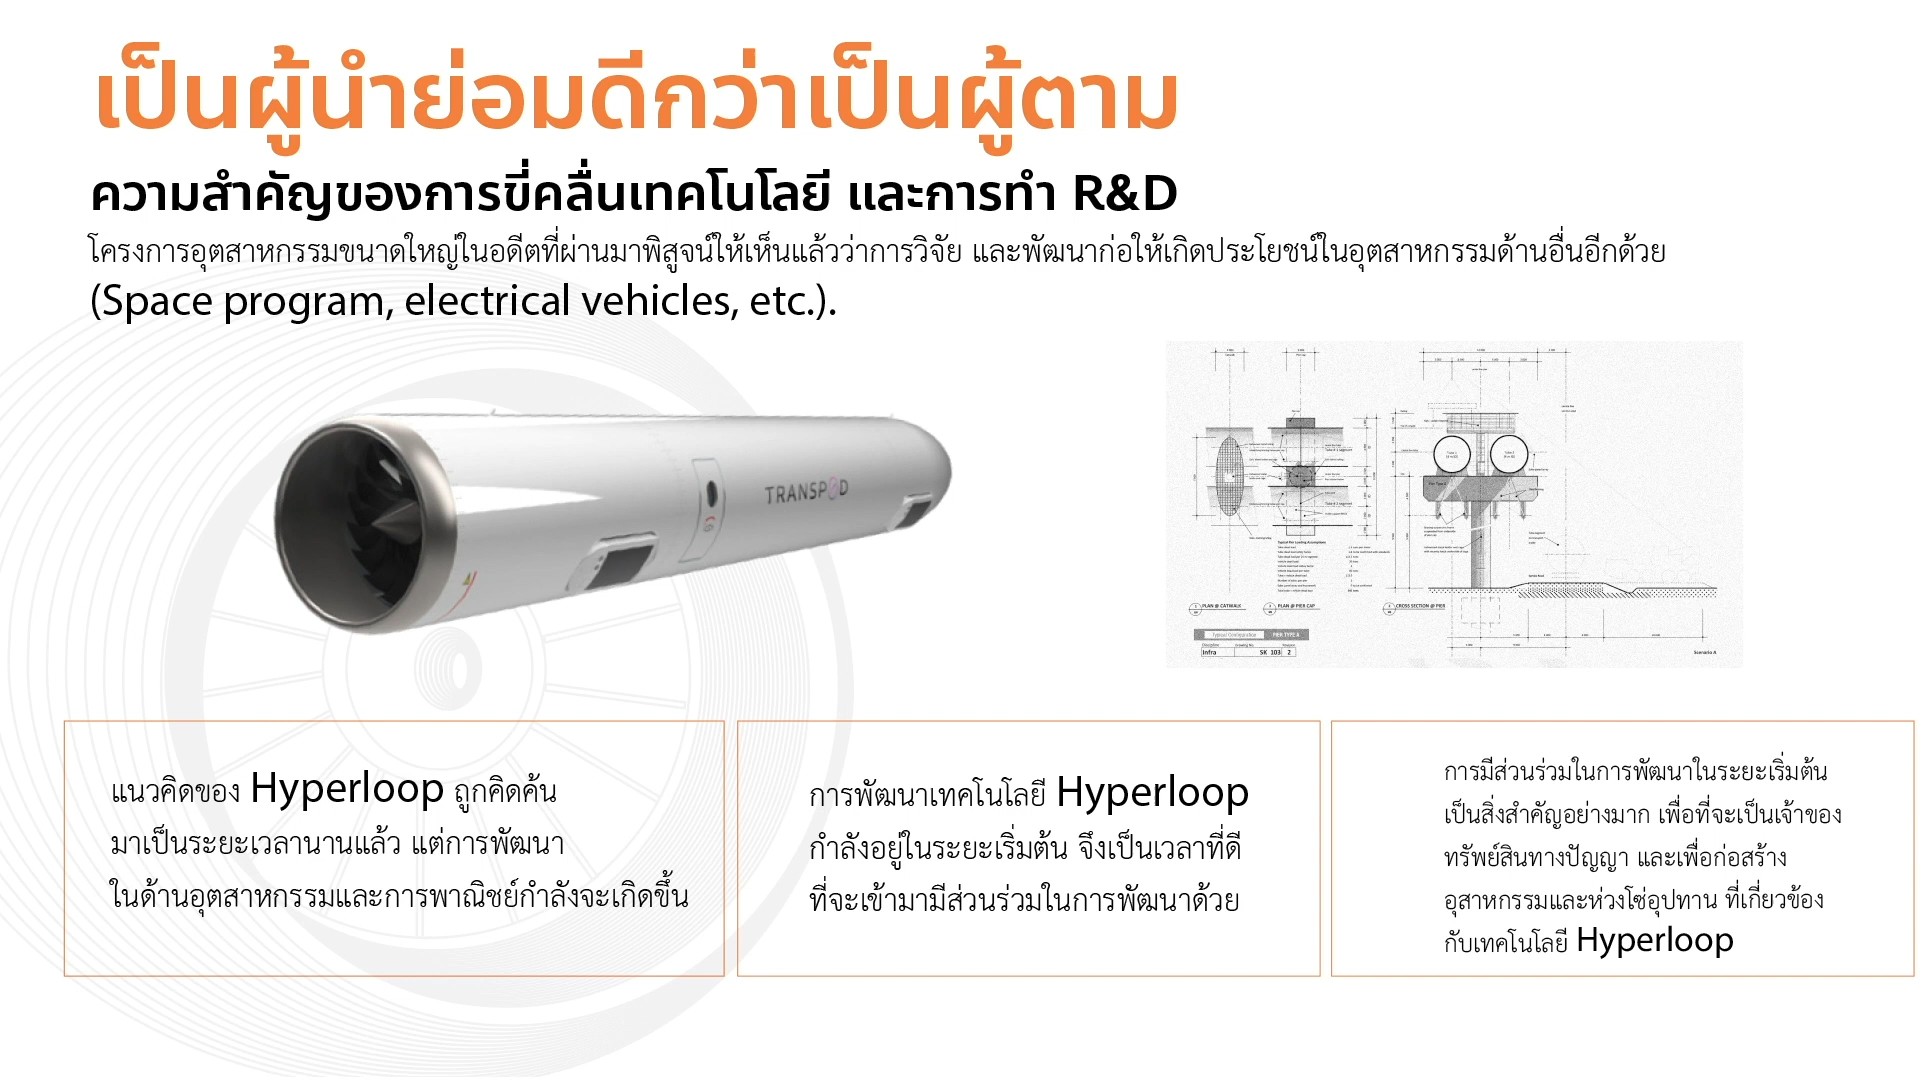 เป็นผู้นำย่อมดีกว่าเป็นผู้ตาม
ความสำคัญของการขี่คลื่นเทคโนโลยี และการทำ R&D
โครงการอุตสาหกรรมขนาดใหญ่ในอดีตที่ผ่านมาพิสูจน์ให้เห็นแล้วว่าการวิจัย และพัฒนาก่อให้เกิดประโยชน์ในอุตสาหกรรมด้านอื่นอีกด้วย
(Space program, electrical vehicles, etc.).
TRANSPOD
PLAN @ CATWALK
PLAN @ PIER CAP
CROSS SECTION @ PIER
Typical Configuration
PIER TYPE A
Infra
SK 103
2
Scenario A
แนวคิดของ Hyperloop ถูกคิดค้น
มาเป็นระยะเวลานานแล้ว แต่การพัฒนา
ในด้านอุตสาหกรรมและการพาณิชย์กำลังจะเกิดขึ้น
การพัฒนาเทคโนโลยี Hyperloop
กำลังอยู่ในระยะเริ่มต้น จึงเป็นเวลาที่ดี
ที่จะเข้ามามีส่วนร่วมในการพัฒนาด้วย
การมีส่วนร่วมในการพัฒนาในระยะเริ่มต้น
เป็นสิ่งสำคัญอย่างมาก เพื่อที่จะเป็นเจ้าของ
ทรัพย์สินทางปัญญา และเพื่อก่อสร้าง
อุสาหกรรมและห่วงโซ่อุปทาน ที่เกี่ยวข้อง
กับเทคโนโลยี Hyperloop